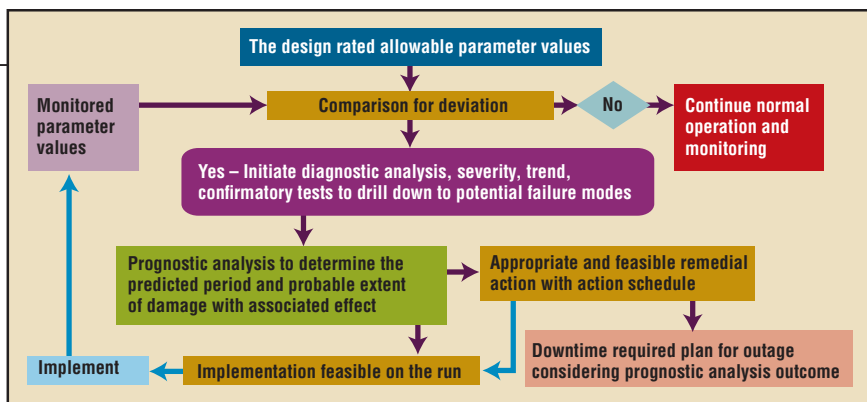 The design rated allowable parameter values
Monitored
parameter
values
Comparison for deviation
No
Continue normal
operation and
monitoring
Yes – Initiate diagnostic analysis, severity, trend,
confirmatory tests to drill down to potential failure modes
Prognostic analysis to determine the
predicted period and probable extent
of damage with associated effect
Appropriate and feasible remedial
action with action schedule
Implement
Implementation feasible on the run
Downtime required plan for outage
considering prognostic analysis outcome